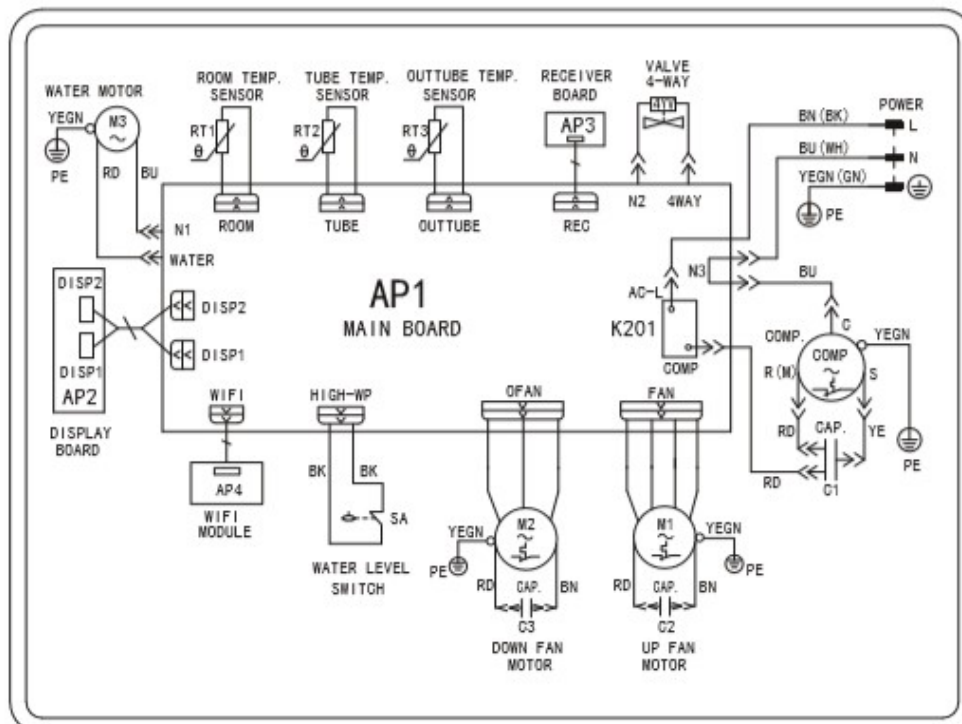 WATER MOTOR
YEGN
M3
PE
RD
BU
ROOM TEMP.
SENSOR
RT1
θ
TUBE TEMP.
SENSOR
RT2
θ
OUTTUBE TEMP.
SENSOR
RT3
θ
RECEIVER
BOARD
AP3
VALVE
4-WAY
4YV
POWER
BN(BK)
L
BU(WH)
N
YEGN(GN)
PE
ROOM
TUBE
OUTTUBE
REC
N2
4WAY
N1
WATER
DISP2
DISP1
AP2
DISPLAY
BOARD
DISP2
DISP1
AP1
MAIN BOARD
AC-L
K201
COMP
N3
BU
C
COMP.
COMP
YEGN
R(M)
S
RD
CAP.
YE
C1
RD
PE
WIFI
AP4
WIFI
MODULE
HIGH-WP
BK
BK
SA
WATER LEVEL
SWITCH
OFAN
M2
YEGN
PE
RD
CAP.
BN
C3
DOWN FAN
MOTOR
FAN
M1
YEGN
PE
RD
CAP.
BN
C2
UP FAN
MOTOR